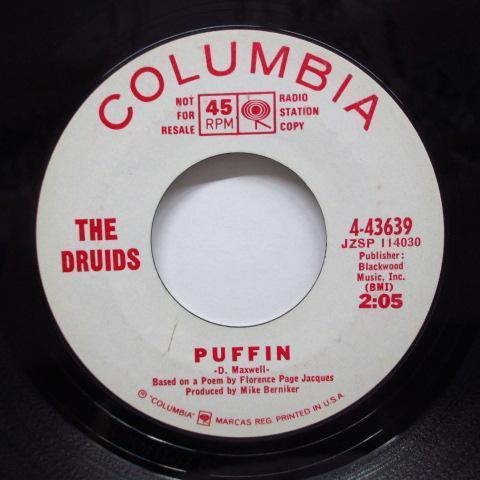 COLUMBIA
NOT FOR RESALE
45 RPM
RADIO STATION COPY
THE DRUIDS
4-43639
JZSP 114030
Publisher:
Blackwood
Music, Inc.
(BMI)
2:05
PUFFIN
-D. Maxwell-
Based on a Poem by Florence Page Jacques
Produced by Mike Berniker
® "COLUMBIA" MARCAS REG. PRINTED IN U.S.A.